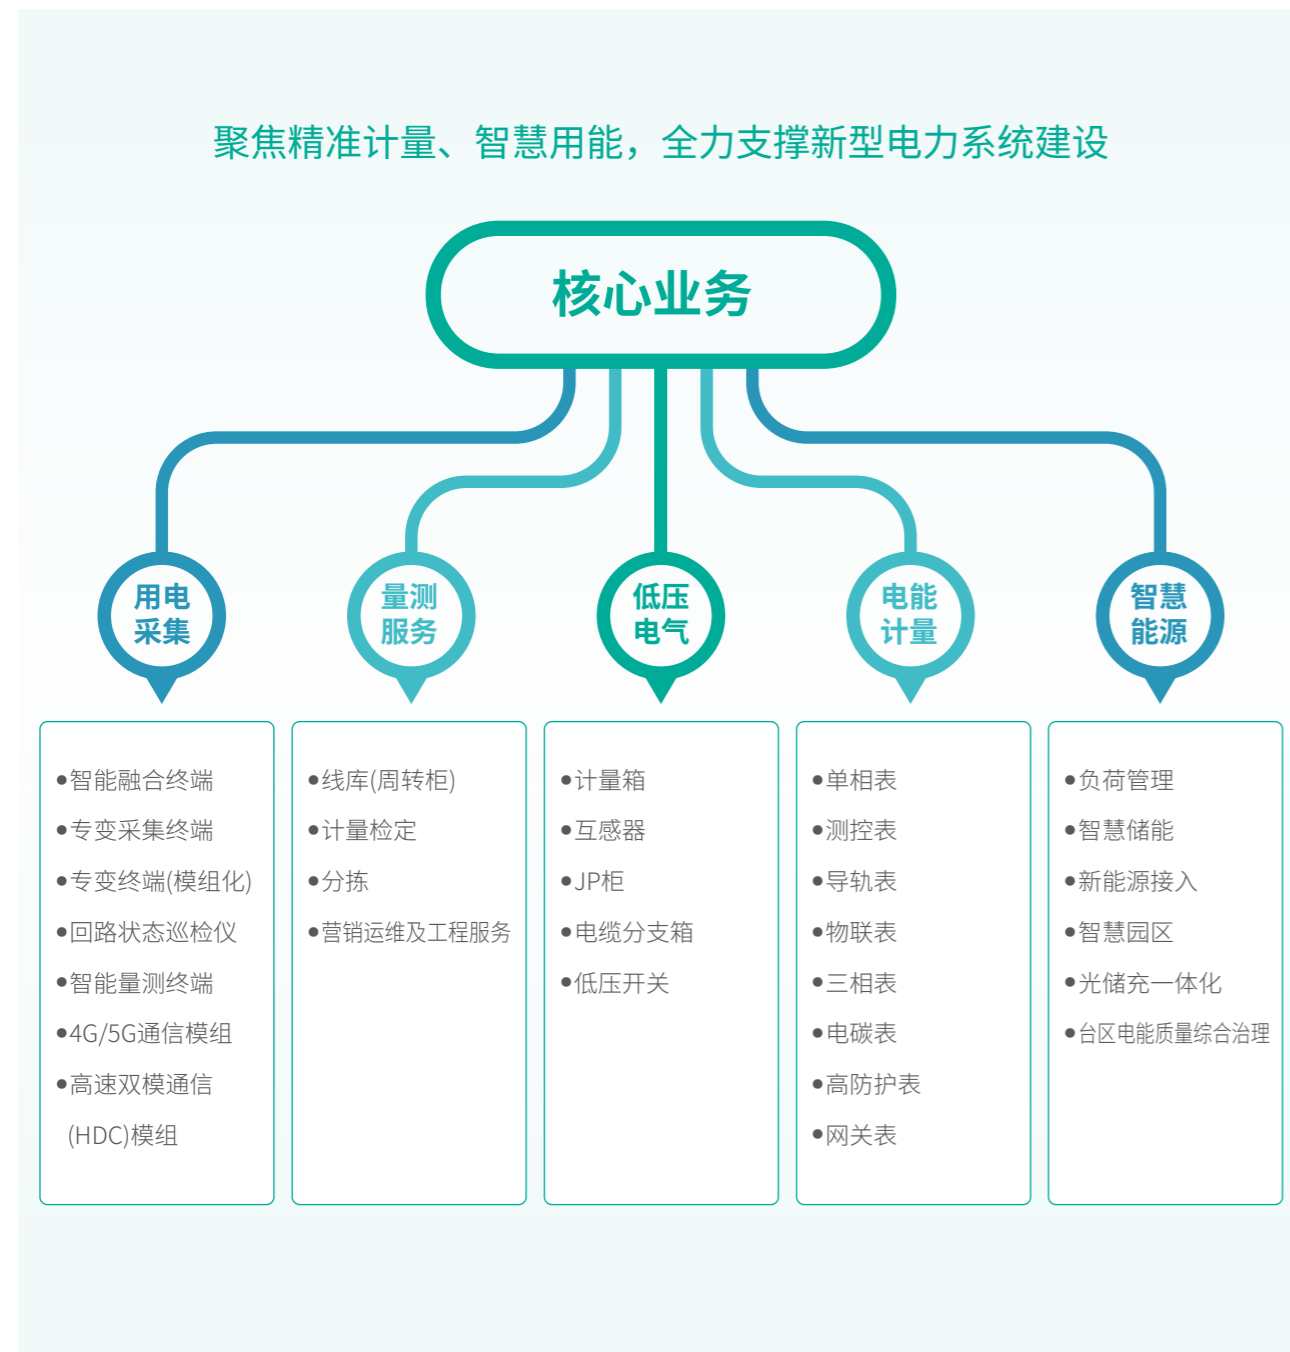 聚焦精准计量、智慧用能，全力支撑新型电力系统建设
核心业务
用电
采集
量测
服务
低压
电气
电能
计量
智慧
能源
•智能融合终端
•专变采集终端
•专变终端(模组化)
•回路状态巡检仪
•智能量测终端
•4G/5G通信模组
•高速双模通信
(HDC)模组
•线库(周转柜)
•计量检定
•分拣
•营销运维及工程服务
•计量箱
•互感器
•JP柜
•电缆分支箱
•低压开关
•单相表
•测控表
•导轨表
•物联表
•三相表
•电碳表
•高防护表
•网关表
•负荷管理
•智慧储能
•新能源接入
•智慧园区
•光储充一体化
•台区电能质量综合治理